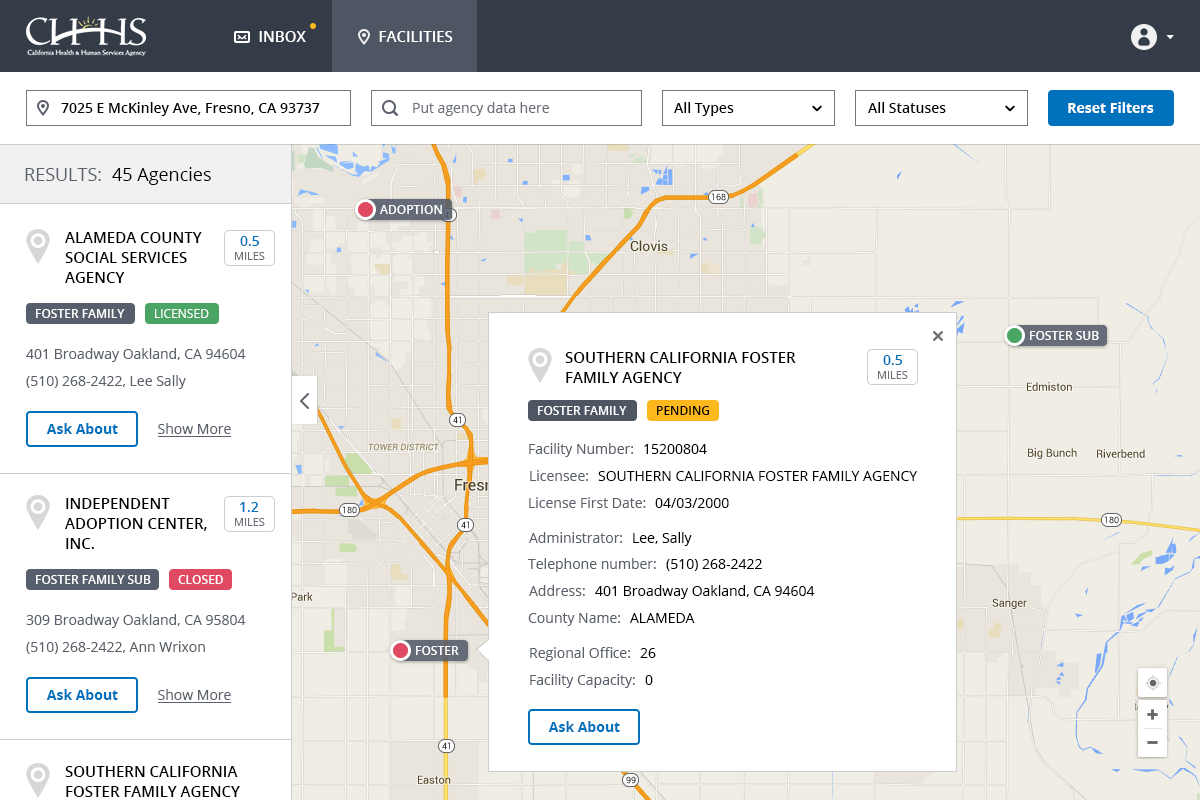 CHHS
California Health & Human Services Agency
INBOX
FACILITIES
7025 E McKinley Ave, Fresno, CA 93737
Put agency data here
All Types
All Statuses
Reset Filters
RESULTS: 45 Agencies
ALAMEDA COUNTY
SOCIAL SERVICES
AGENCY
0.5
MILES
FOSTER FAMILY
LICENSED
401 Broadway Oakland, CA 94604
(510) 268-2422, Lee Sally
Ask About
Show More
INDEPENDENT
ADOPTION CENTER,
INC.
1.2
MILES
FOSTER FAMILY SUB
CLOSED
309 Broadway Oakland, CA 95804
(510) 268-2422, Ann Wrixon
Ask About
Show More
SOUTHERN CALIFORNIA
FOSTER FAMILY AGENCY
ADOPTION
168
Clovis
FOSTER SUB
Edmiston
41
TOWER DISTRICT
Big Bunch
Riverbend
180
41
180
Park
Sanger
FOSTER
41
Easton
99
SOUTHERN CALIFORNIA FOSTER
FAMILY AGENCY
0.5
MILES
FOSTER FAMILY
PENDING
Facility Number: 15200804
Licensee: SOUTHERN CALIFORNIA FOSTER FAMILY AGENCY
License First Date: 04/03/2000
Administrator: Lee, Sally
Telephone number: (510) 268-2422
Address: 401 Broadway Oakland, CA 94604
County Name: ALAMEDA
Regional Office: 26
Facility Capacity: 0
Ask About